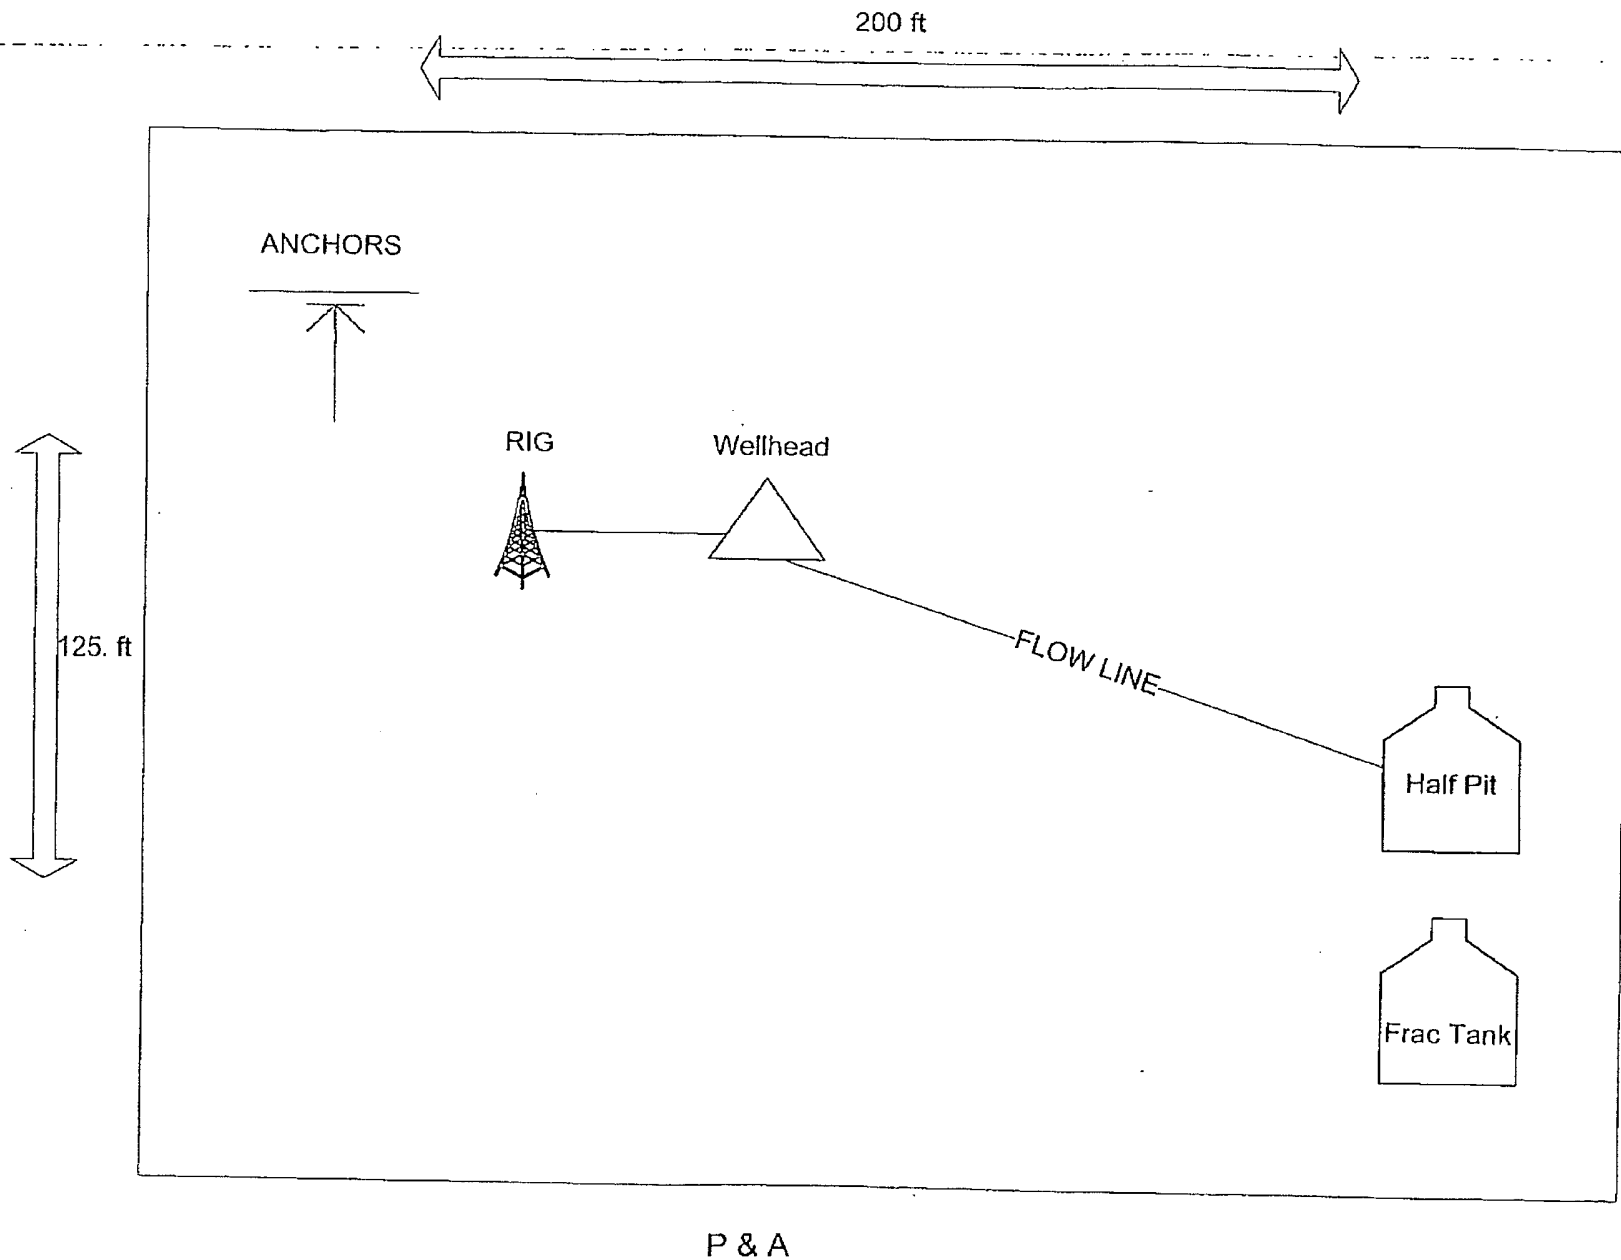 200 ft
ANCHORS
RIG
Wellhead
125. ft
FLOW LINE
Half Pit
Frac Tank
P & A